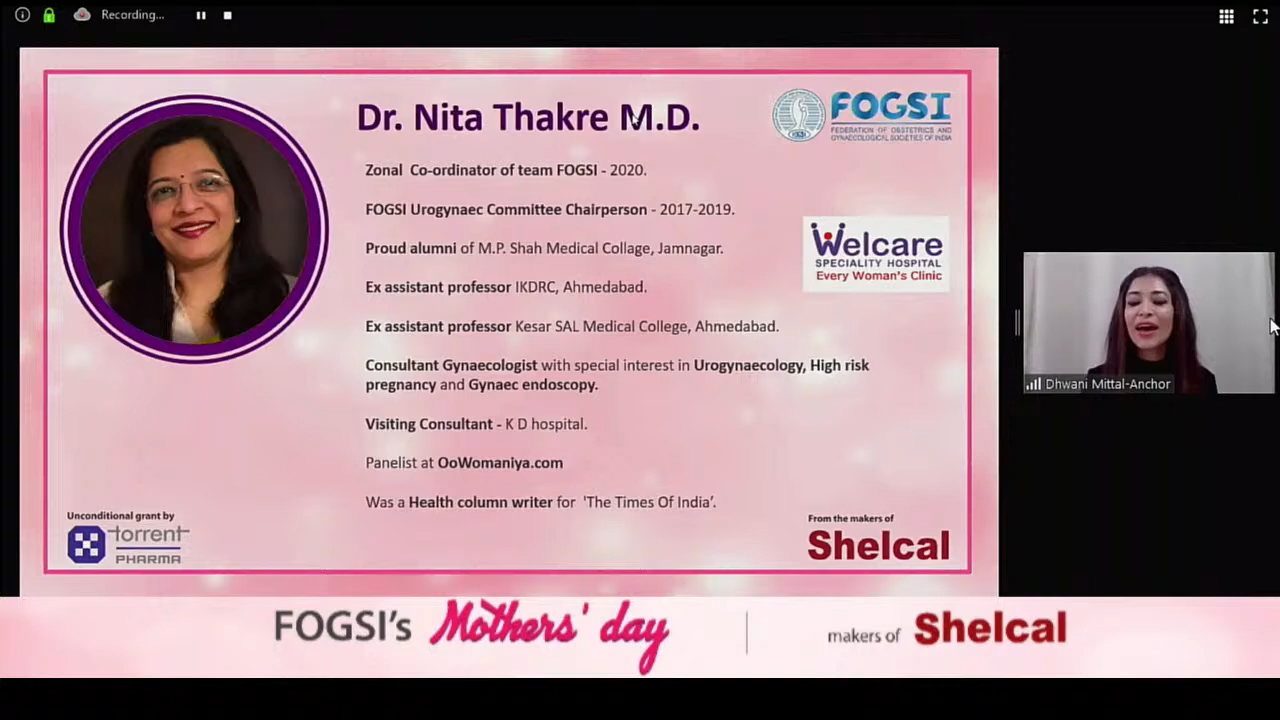 Recording...
Dr. Nita Thakre M.D.
FOGSI
FEDERATION OF OBSTETRICS AND
GYNAECOLOGICAL SOCIETIES OF INDIA
Zonal Co-ordinator of team FOGSI - 2020.
FOGSI Urogynaec Committee Chairperson - 2017-2019.
Proud alumni of M.P. Shah Medical Collage, Jamnagar.
Welcare
SPECIALITY HOSPITAL
Every Woman's Clinic
Ex assistant professor IKDRC, Ahmedabad.
Ex assistant professor Kesar SAL Medical College, Ahmedabad.
Consultant Gynaecologist with special interest in Urogynaecology, High risk
pregnancy and Gynaec endoscopy.
Visiting Consultant - K D hospital.
Panelist at OoWomaniya.com
Was a Health column writer for 'The Times Of India'.
Unconditional grant by
torrent
PHARMA
From the makers of
Shelcal
Dhwani Mittal-Anchor
FOGSI's Mothers' day
makers of Shelcal